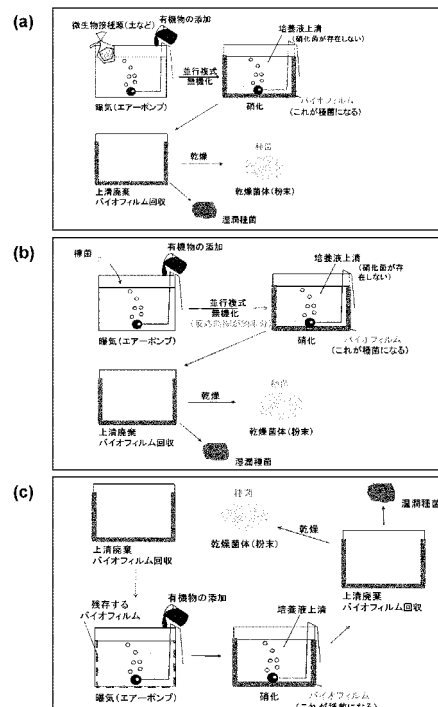 (a)
有機物の添加
微生物接種源(土など)
培養液上清
(硝化菌が存在しない)
並行複式
無機化
曝気(エアーポンプ)
硝化
バイオフィルム
(これが種菌になる)
乾燥
種菌
上清廃棄
バイオフィルム回収
乾燥菌体(粉末)
湿潤種菌
(b)
種菌
有機物の添加
培養液上清
(硝化菌が存
在しない)
並行複式
無機化
曝気(エアーポンプ)
硝化
バイオフィルム
(これが種菌になる)
乾燥
種菌
上清廃棄
バイオフィルム回収
乾燥菌体(粉末)
湿潤種菌
(c)
種菌
湿潤種菌
乾燥
乾燥菌体(粉末)
上清廃棄
バイオフィルム回収
上清廃棄
バイオフィルム回収
残存する
バイオフィルム
有機物の添加
培養液上清
曝気(エアーポンプ)
硝化
バイオフィルム
(これが種菌になる)